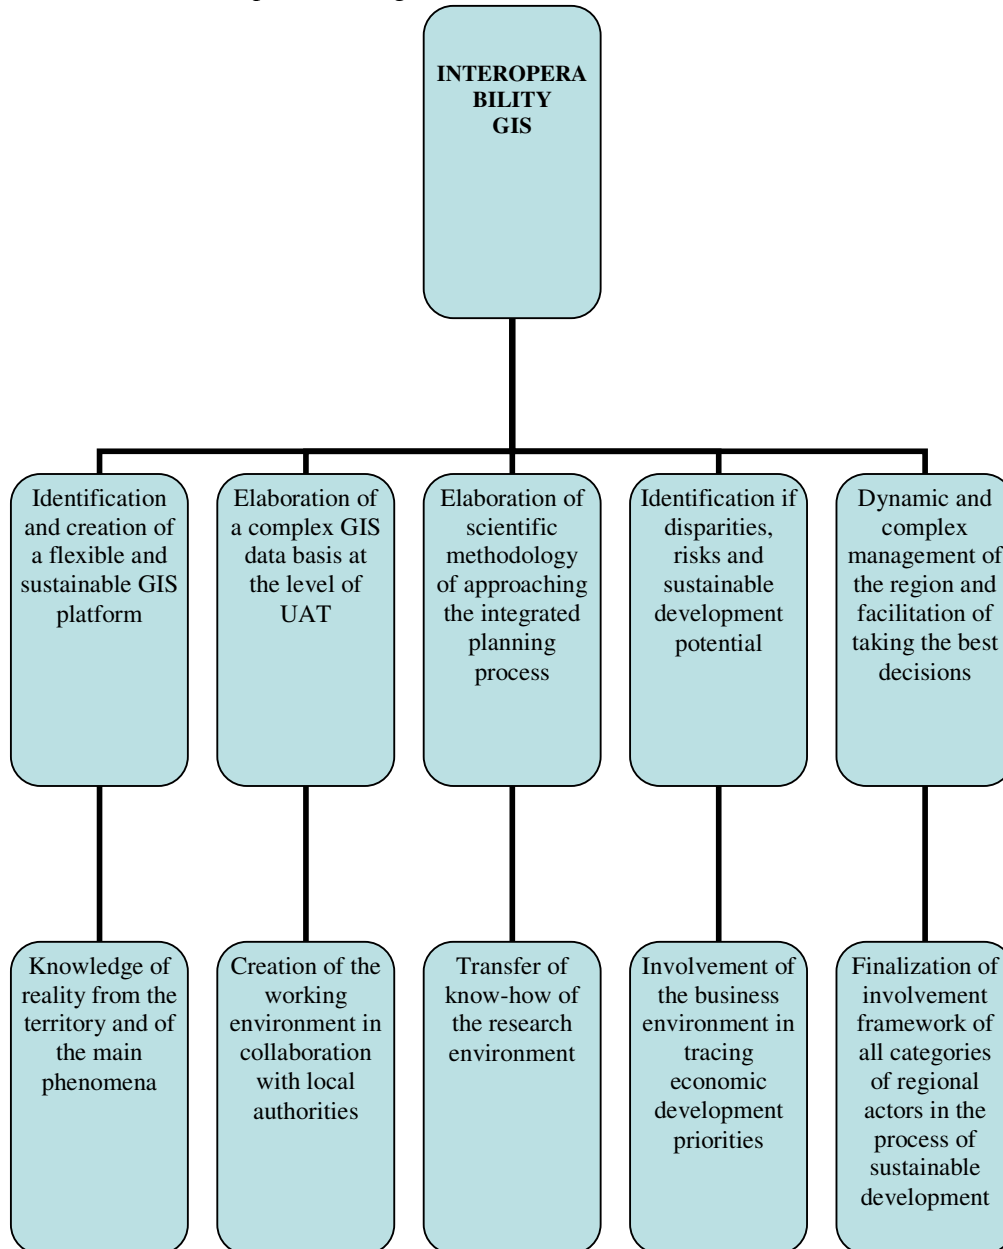 INTEROPERA
BILITY
GIS
Identification
and creation of
a flexible and
sustainable GIS
platform
Elaboration of
a complex GIS
data basis at
the level of
UAT
Elaboration of
scientific
methodology
of approaching
the integrated
planning
process
Identification if
disparities,
risks and
sustainable
development
potential
Dynamic and
complex
management of
the region and
facilitation of
taking the best
decisions
Knowledge of
reality from the
territory and of
the main
phenomena
Creation of the
working
environment in
collaboration
with local
authorities
Transfer of
know-how of
the research
environment
Involvement of
the business
environment in
tracing
economic
development
priorities
Finalization of
involvement
framework of
all categories
of regional
actors in the
process of
sustainable
development